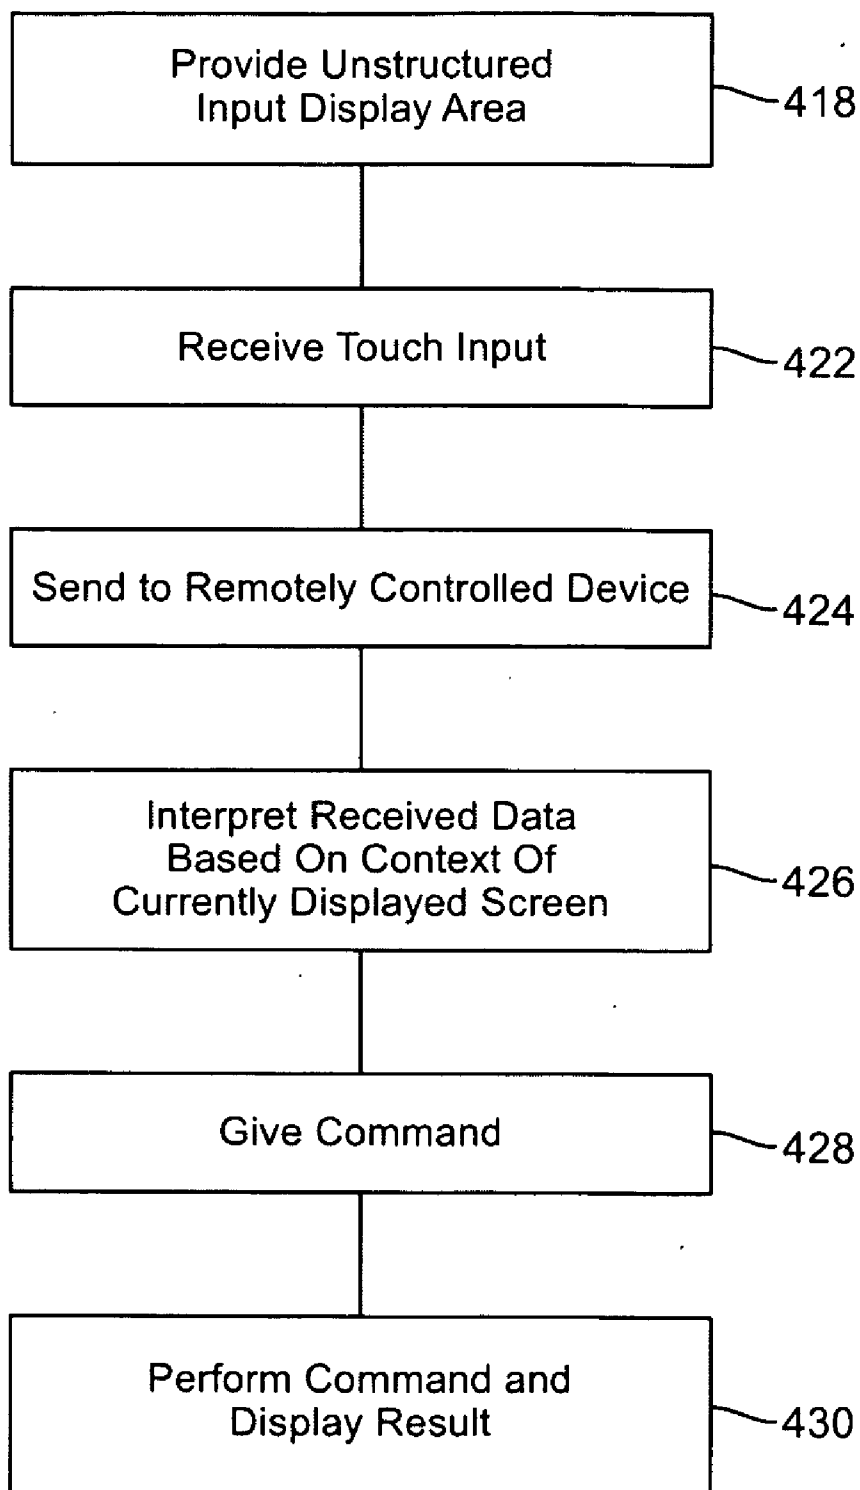 Provide Unstructured
Input Display Area
418
Receive Touch Input
422
Send to Remotely Controlled Device
424
Interpret Received Data
Based On Context Of
Currently Displayed Screen
426
Give Command
428
Perform Command and
Display Result
430